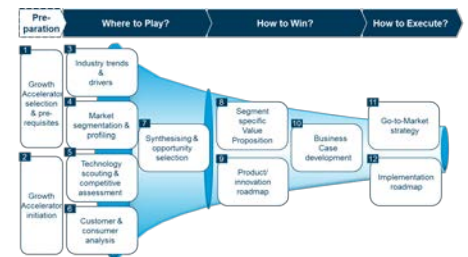 Pre-
paration
Where to Play?
How to Win?
How to Execute?
1
Growth
Accelerator
selection
& pre-
requisites
2
Growth
Accelerator
initiation
3
Industry trends
&
drivers
4
Market
segmentation &
profiling
5
Technology
scouting &
competitive
assessment
6
Customer &
consumer
analysis
7
Synthesising &
opportunity
selection
8
Segment
specific
Value
Proposition
9
Product/
innovation
roadmap
10
Business
Case
development
11
Go-to-Market
strategy
12
Implementation
roadmap